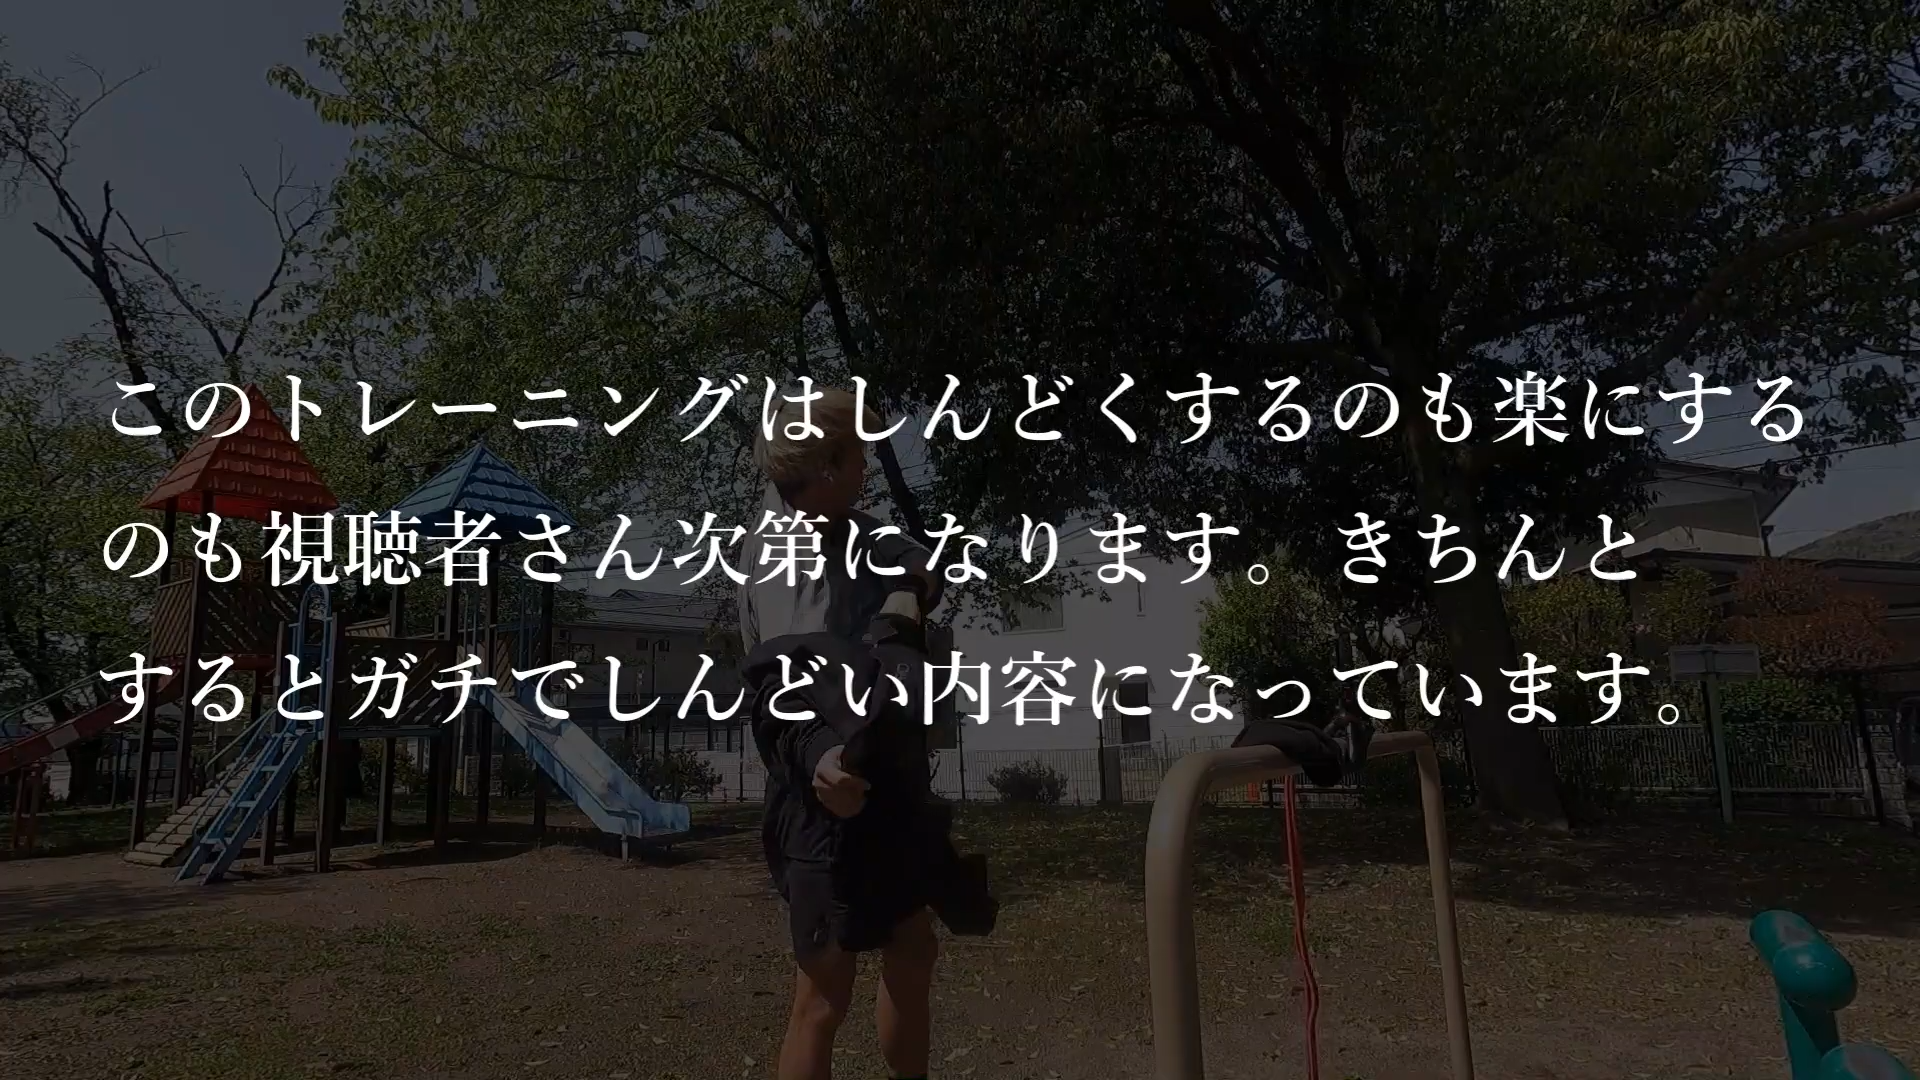 このトレーニングはしんどくするのも楽にする
のも視聴者さん次第になります。きちんと
するとガチでしんどい内容になっています。